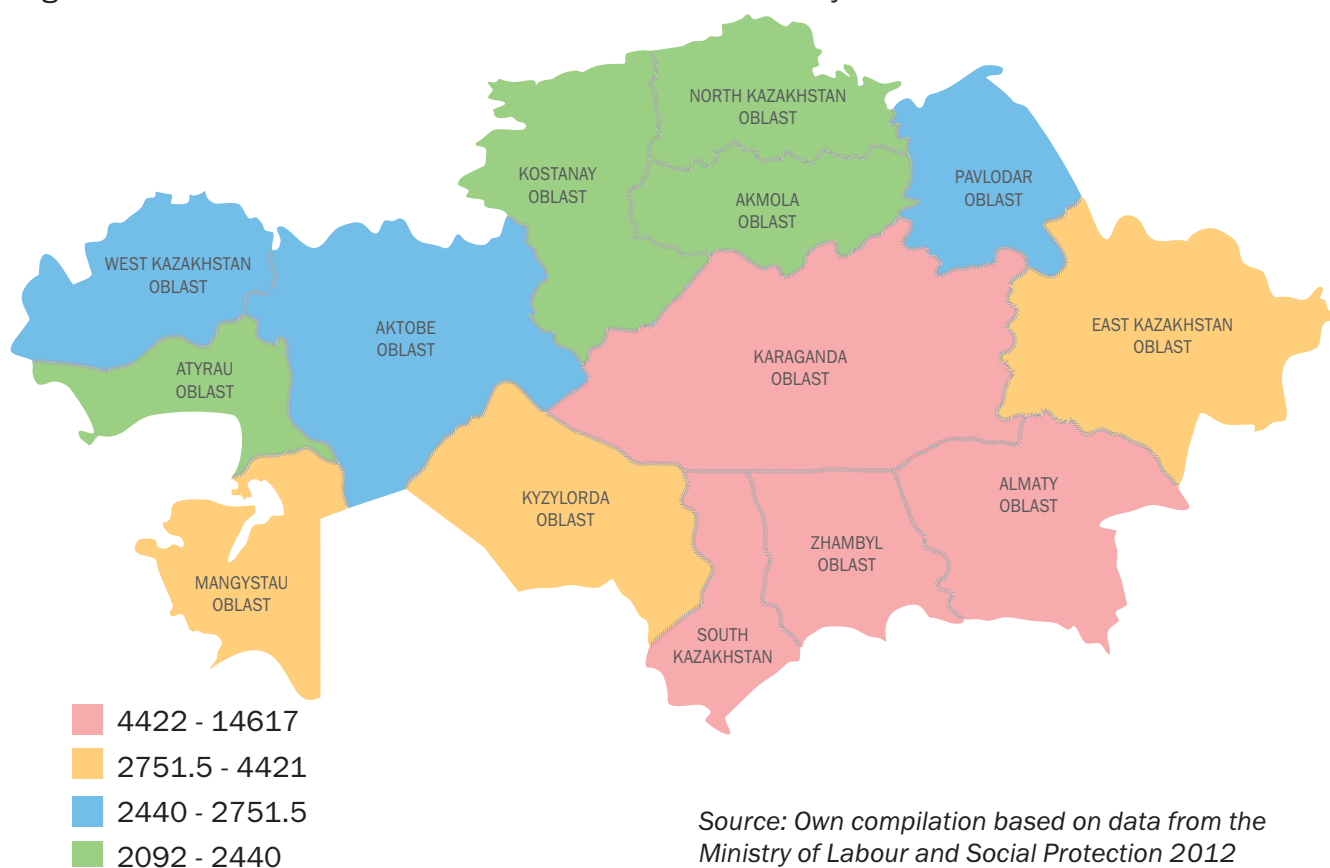 NORTH KAZAKHSTAN
OBLAST
KOSTANAY
OBLAST
PAVLODAR
OBLAST
AKMOLA
OBLAST
WEST KAZAKHSTAN
OBLAST
AKTOBE
OBLAST
EAST KAZAKHSTAN
OBLAST
ATYRAU
OBLAST
KARAGANDA
OBLAST
KYZYLORDA
OBLAST
ALMATY
OBLAST
ZHAMBYL
OBLAST
MANGYSTAU
OBLAST
SOUTH
KAZAKHSTAN
4422 - 14617
2751.5 - 4421
2440 - 2751.5
2092 - 2440
Source: Own compilation based on data from the
Ministry of Labour and Social Protection 2012